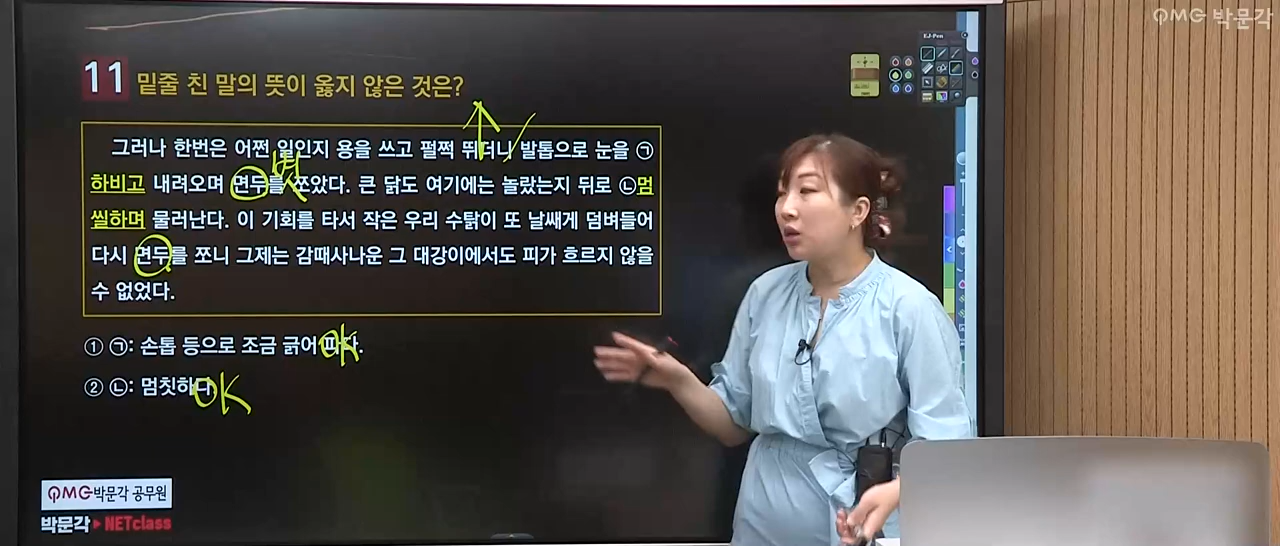 QMG 박문각
EJ-Pen
11 밑줄 친 말의 뜻이 옳지 않은 것은?
그러나 한번은 어쩐 일인지 용을 쓰고 펄쩍 뛰더니 발톱으로 눈을 ㉠
하비고 내려오며 면두를 쪼았다. 큰 닭도 여기에는 놀랐는지 뒤로 ㉡멈
씰하며 물러난다. 이 기회를 타서 작은 우리 수탉이 또 날쌔게 덤벼들어
다시 면두를 쪼니 그제는 감때사나운 그 대강이에서도 피가 흐르지 않을
수 없었다.
볏
① ㉠: 손톱 등으로 조금 긁어 파다.
OK
② ㉡: 멈칫하다.
OK
QMG박문각 공무원
박문각 ▶ NETclass